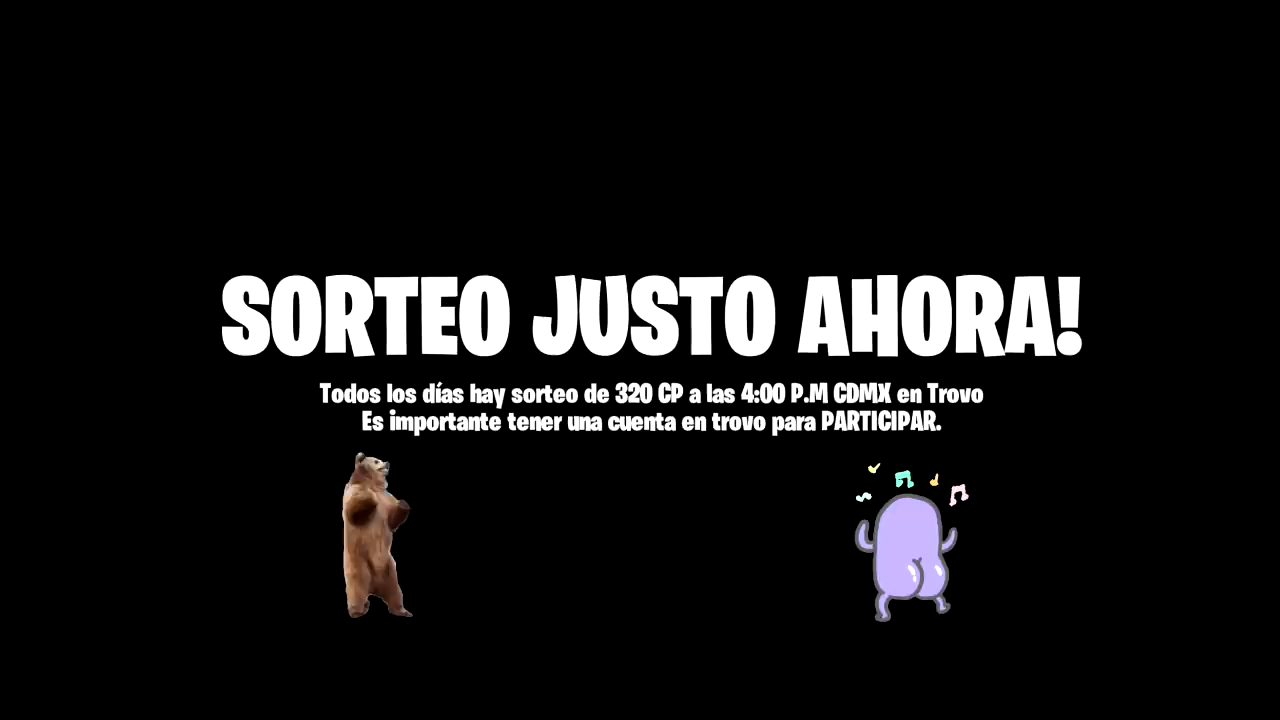 SORTEO JUSTO AHORA!
Todos los días hay sorteo de 320 CP a las 4:00 P.M CDMX en Trovo
Es importante tener una cuenta en trovo para PARTICIPAR.